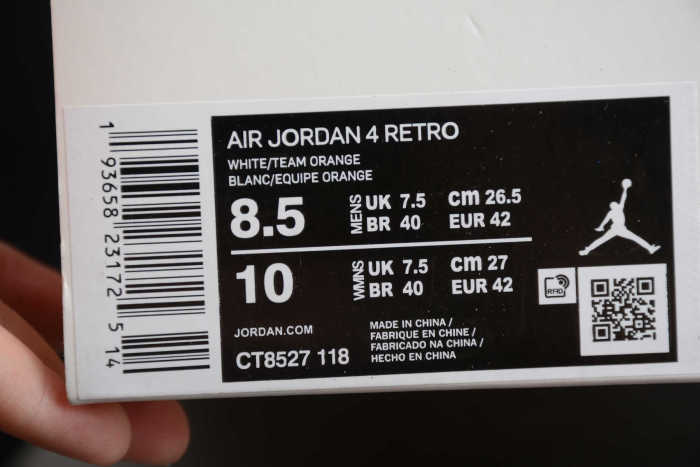 AIR JORDAN 4 RETRO
WHITE/TEAM ORANGE
BLANC/EQUIPE ORANGE
8.5 MENS UK 7.5 cm 26.5
BR 40 EUR 42
10 WMNS UK 7.5 cm 27
BR 40 EUR 42
JORDAN.COM
CT8527 118
MADE IN CHINA /
FABRIQUE EN CHINE /
FABRICADO NA CHINA /
HECHO EN CHINA
RFID
1 93658 23172 5 14